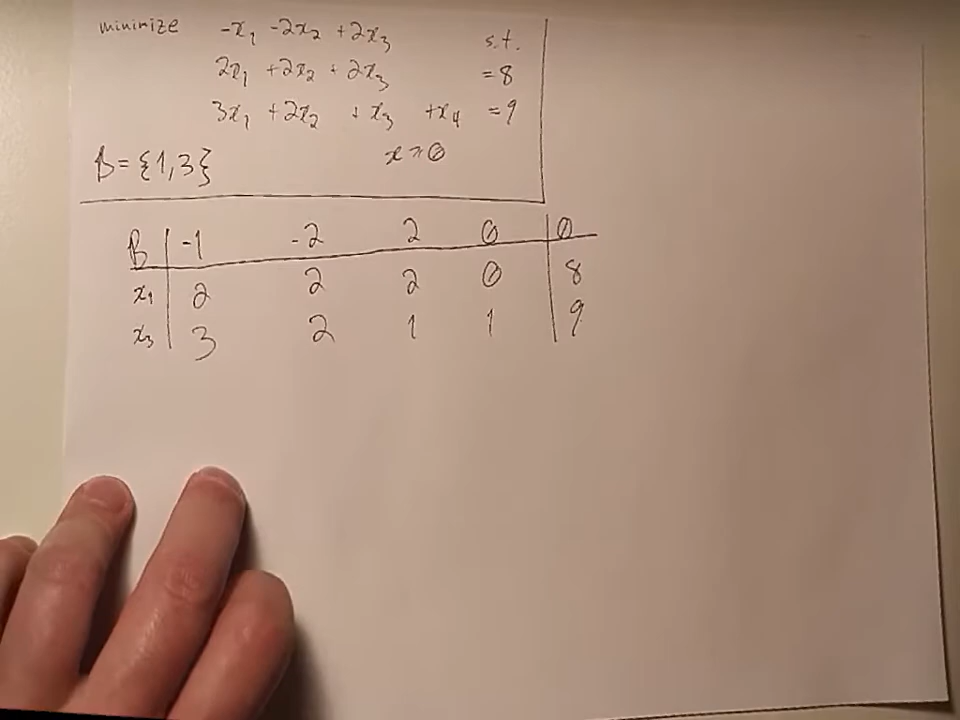 minimize -x₁ -2x₂ +2x₃ s.t.
2x₁ +2x₂ +2x₃ =8
3x₁ +2x₂ +x₃ +x₄ =9
B={1,3} x≥0
B -1 -2 2 0 0
x₁ 2 2 2 0 8
x₃ 3 2 1 1 9